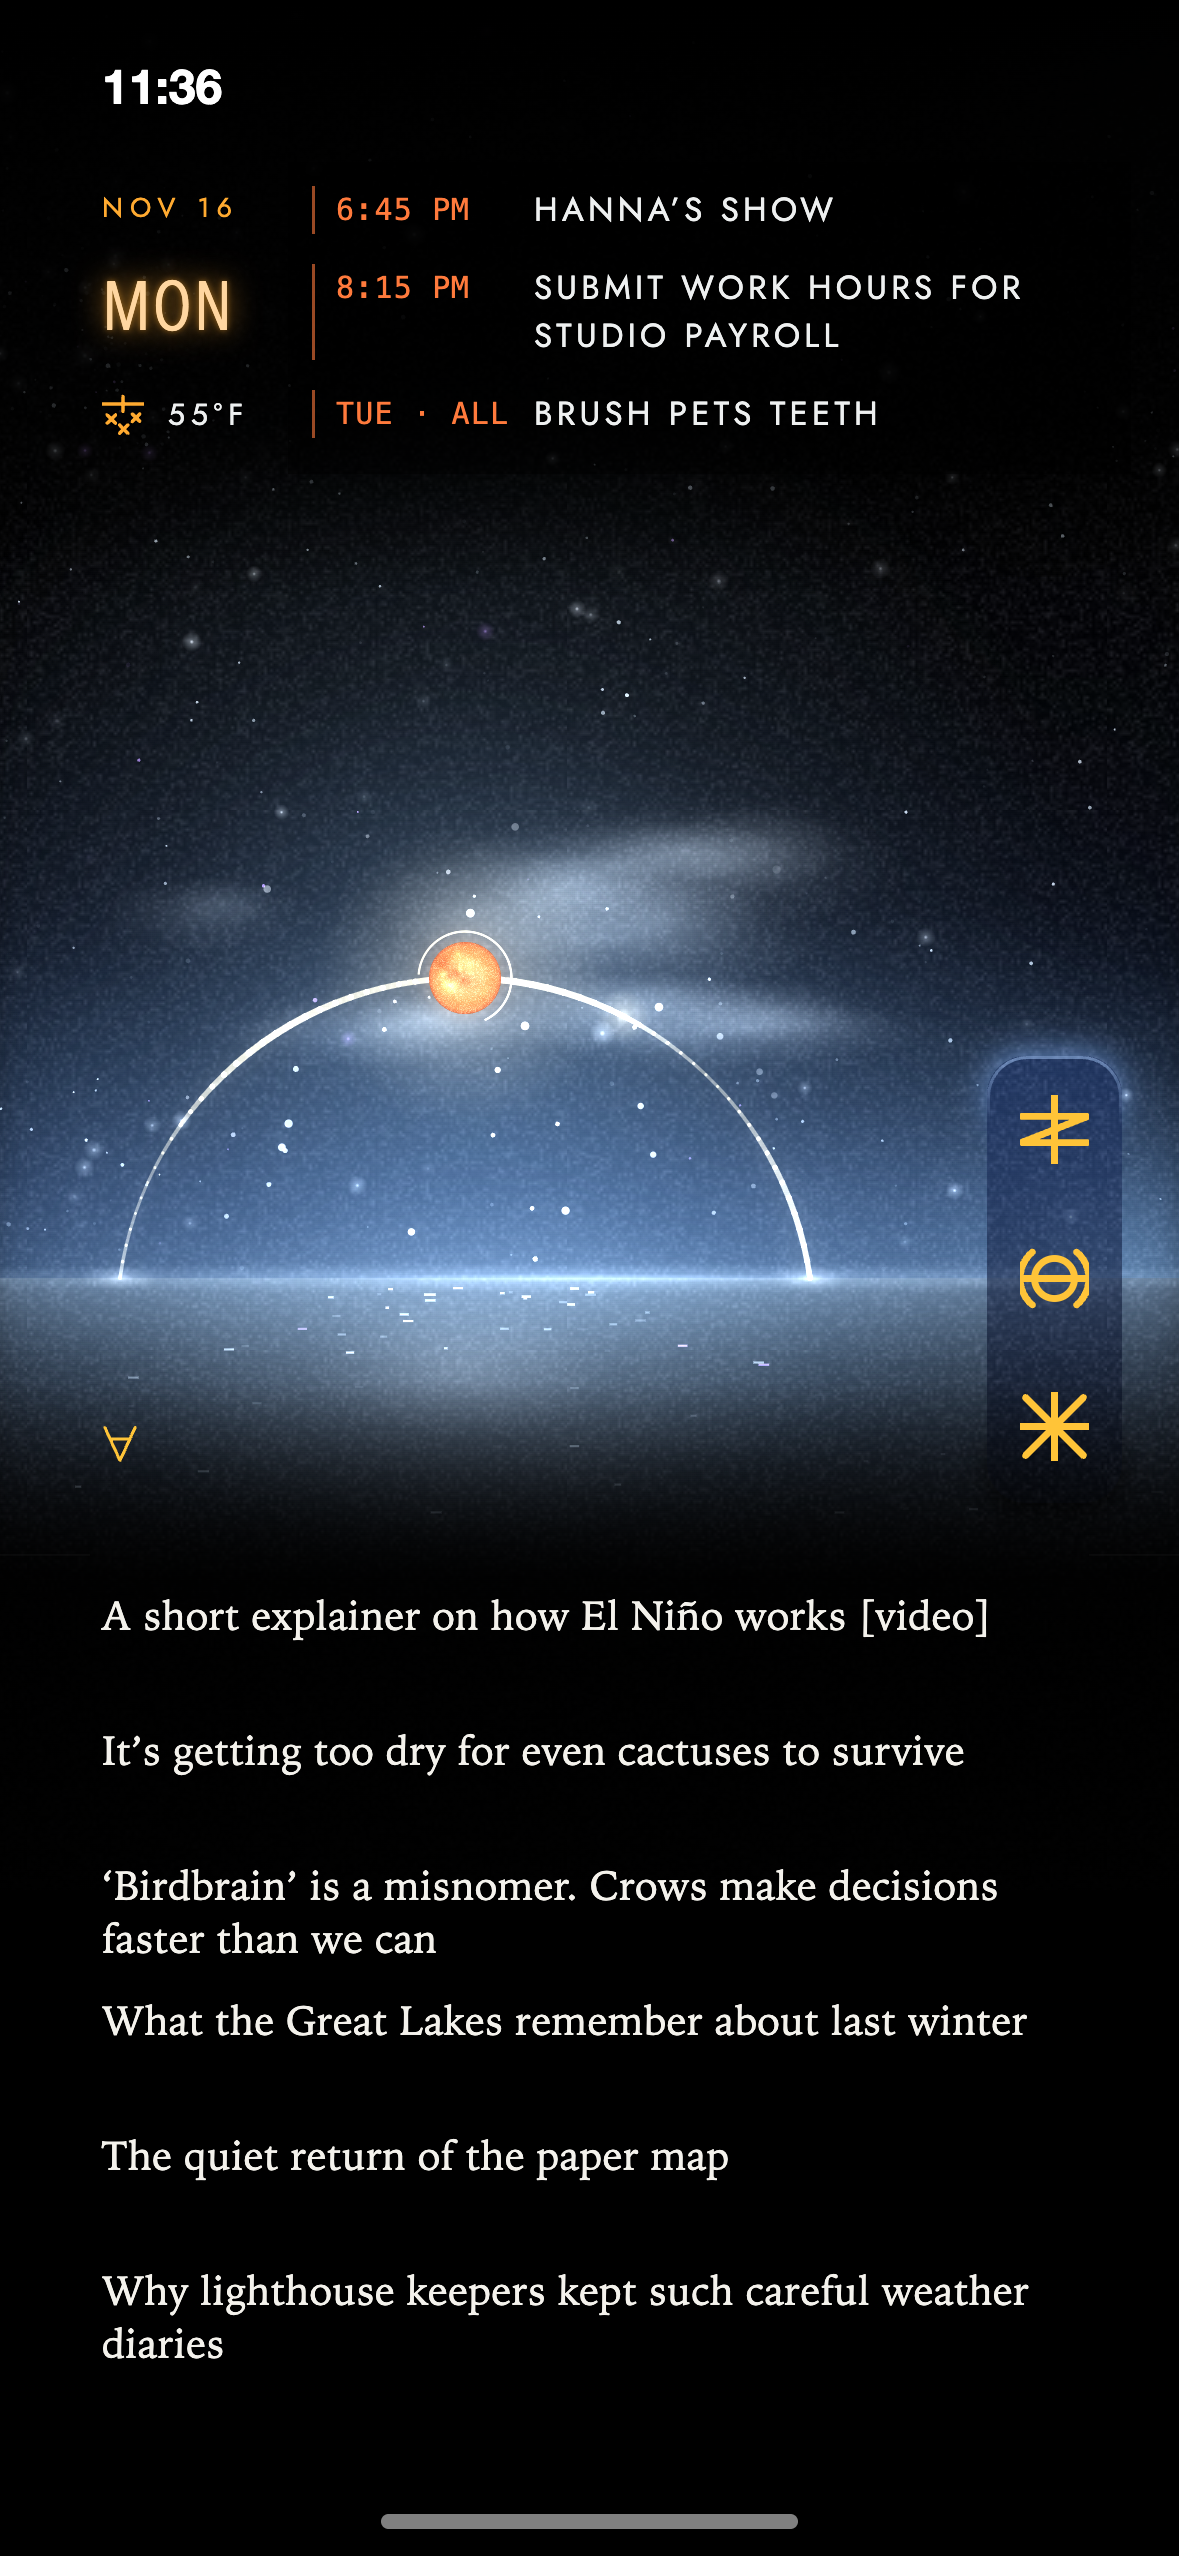 11:36
NOV 16
MON
55°F
6:45 PM HANNA’S SHOW
8:15 PM SUBMIT WORK HOURS FOR
STUDIO PAYROLL
TUE · ALL BRUSH PETS TEETH
A short explainer on how El Niño works [video]
It’s getting too dry for even cactuses to survive
‘Birdbrain’ is a misnomer. Crows make decisions
faster than we can
What the Great Lakes remember about last winter
The quiet return of the paper map
Why lighthouse keepers kept such careful weather
diaries